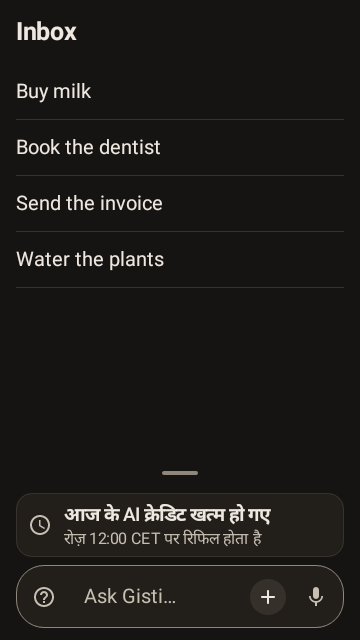 Inbox
Buy milk
Book the dentist
Send the invoice
Water the plants
आज के AI क्रेडिट खत्म हो गए
रोज़ 12:00 CET पर रिफिल होता है
Ask Gisti…